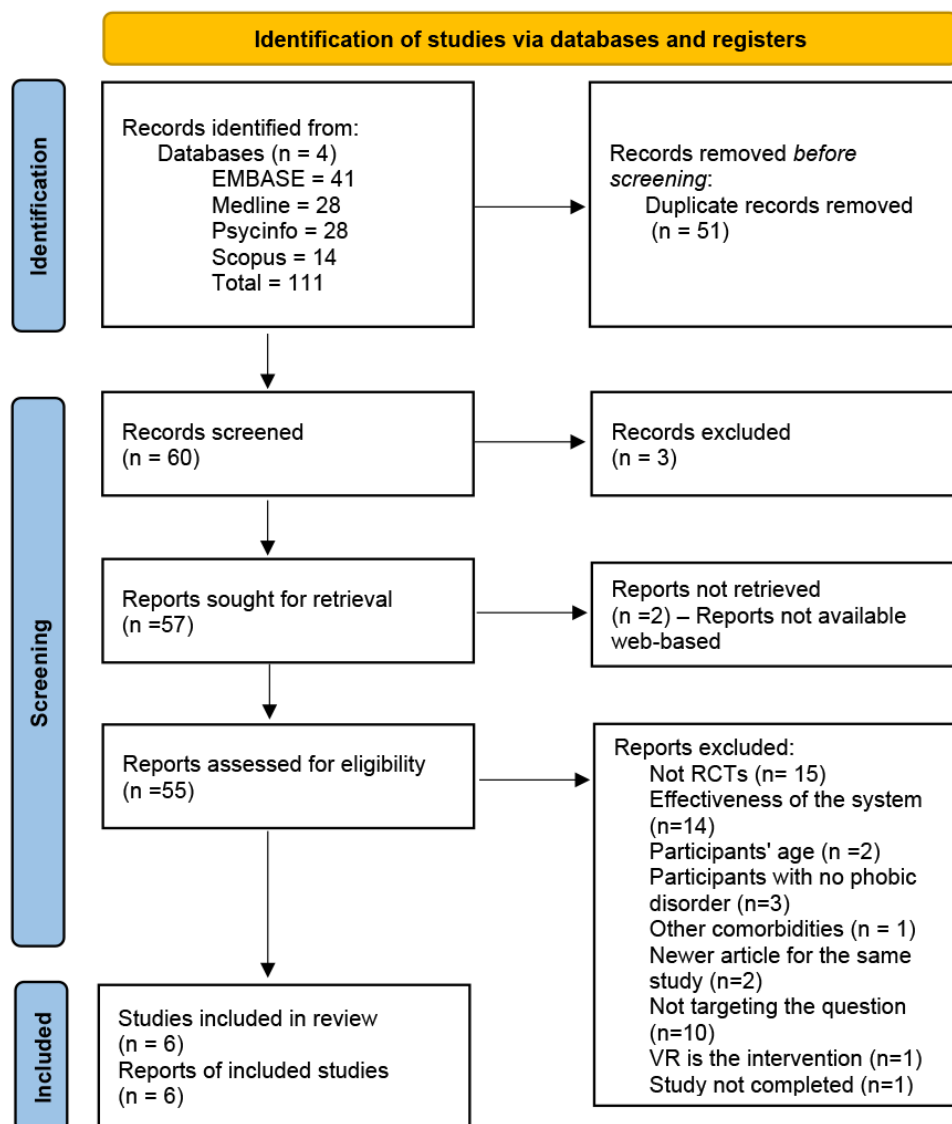 Identification of studies via databases and registers
Identification
Records identified from:
Databases (n = 4)
EMBASE = 41
Medline = 28
Psycinfo = 28
Scopus = 14
Total = 111
Records removed before
screening:
Duplicate records removed
(n = 51)
Screening
Records screened
(n = 60)
Records excluded
(n = 3)
Reports sought for retrieval
(n =57)
Reports not retrieved
(n =2) – Reports not available
web-based
Reports assessed for eligibility
(n =55)
Reports excluded:
Not RCTs (n= 15)
Effectiveness of the system
(n=14)
Participants' age (n =2)
Participants with no phobic
disorder (n=3)
Other comorbidities (n = 1)
Newer article for the same
study (n=2)
Not targeting the question
(n=10)
VR is the intervention (n=1)
Study not completed (n=1)
Included
Studies included in review
(n = 6)
Reports of included studies
(n = 6)